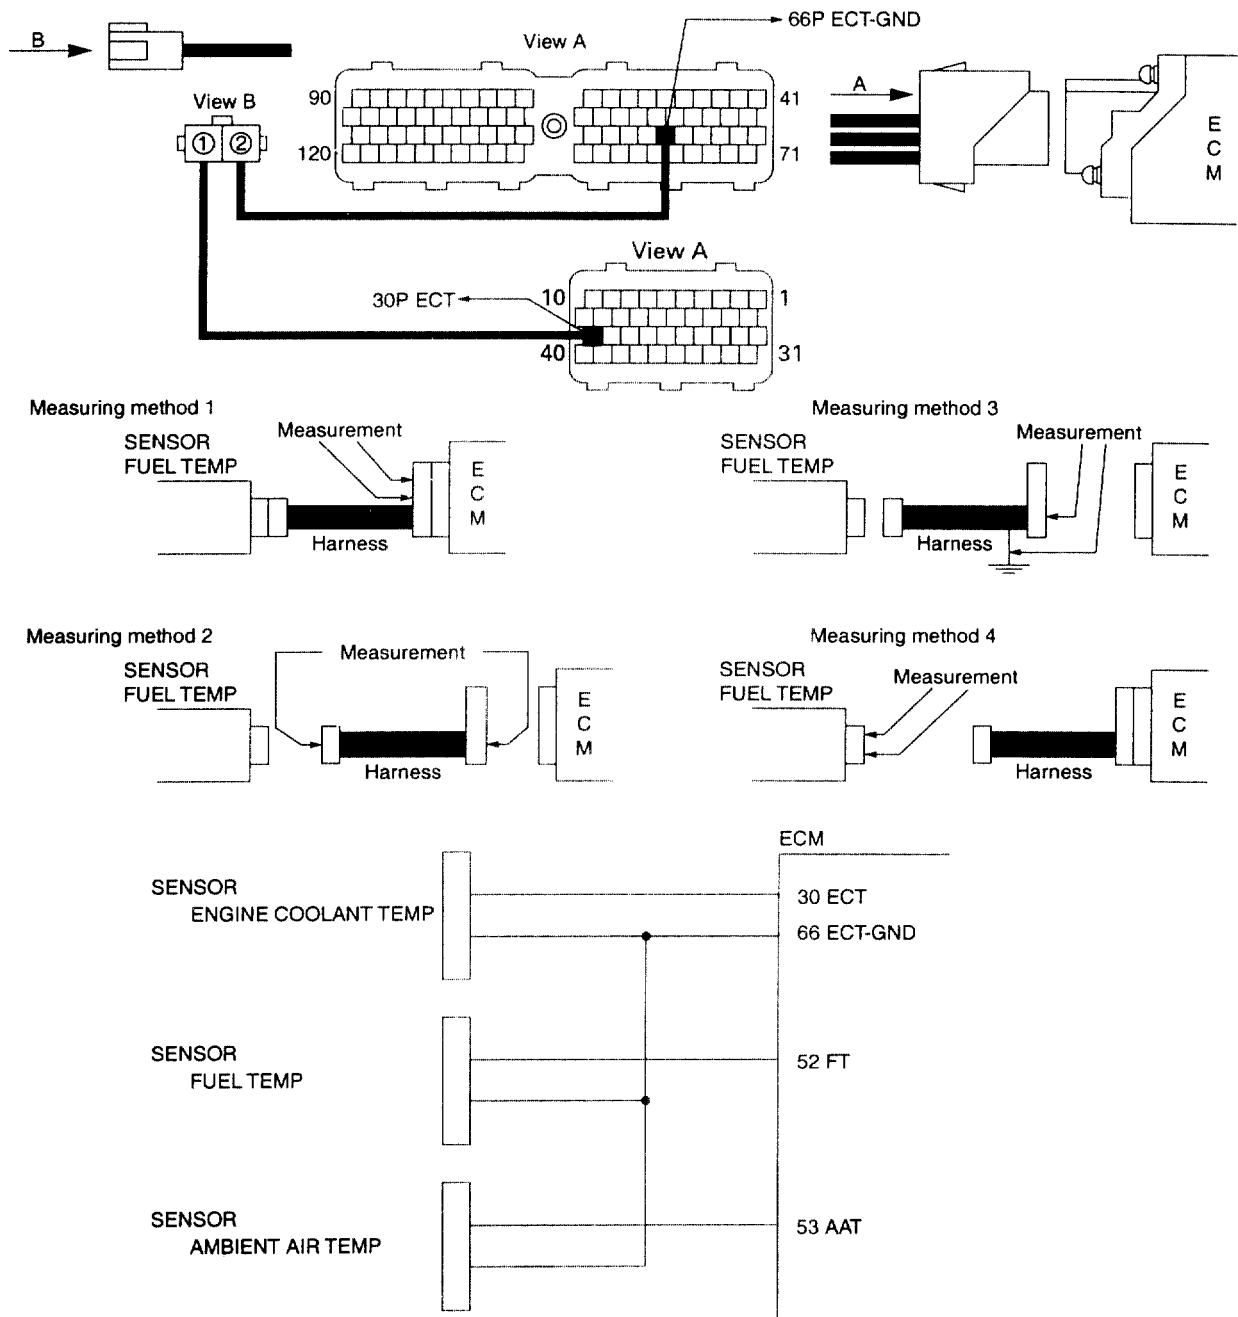 66P ECT-GND
B
View A
A
View B
90
41
① ②
120
71
E
C
M
View A
30P ECT
10
1
40
31
Measuring method 1
SENSOR
FUEL TEMP
Measurement
E
C
M
Harness
Measuring method 3
SENSOR
FUEL TEMP
Measurement
E
C
M
Harness
Measuring method 2
SENSOR
FUEL TEMP
Measurement
E
C
M
Harness
Measuring method 4
SENSOR
FUEL TEMP
Measurement
E
C
M
Harness
ECM
SENSOR
ENGINE COOLANT TEMP
30 ECT
66 ECT-GND
SENSOR
FUEL TEMP
52 FT
SENSOR
AMBIENT AIR TEMP
53 AAT